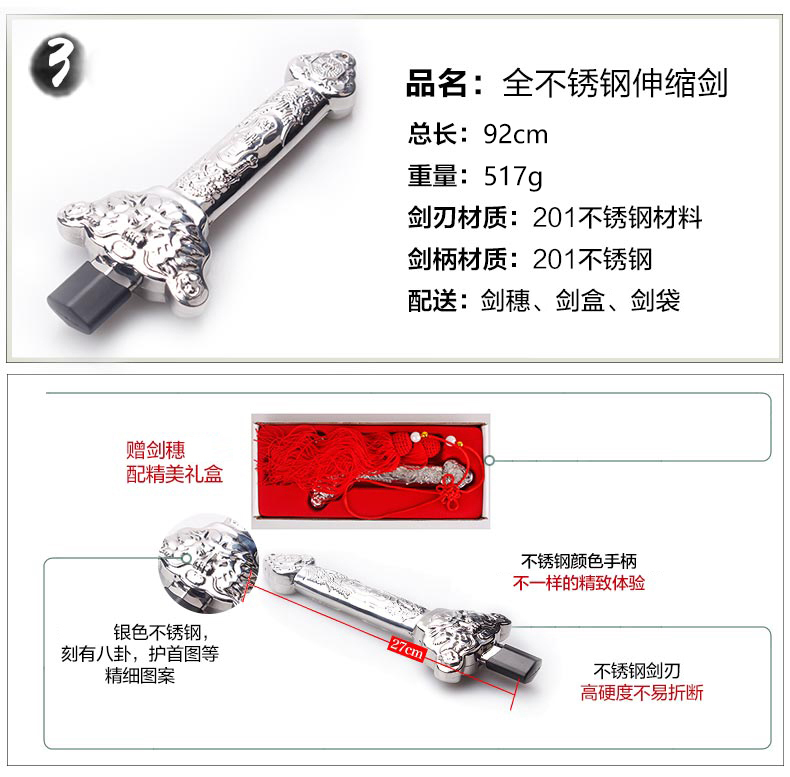 3
品名：全不锈钢伸缩剑
总长：92cm
重量：517g
剑刃材质：201不锈钢材料
剑柄材质：201不锈钢
配送：剑穗、剑盒、剑袋
赠剑穗
配精美礼盒
不锈钢颜色手柄
不一样的精致体验
银色不锈钢，
刻有八卦，护首图等
精细图案
27cm
不锈钢剑刃
高硬度不易折断